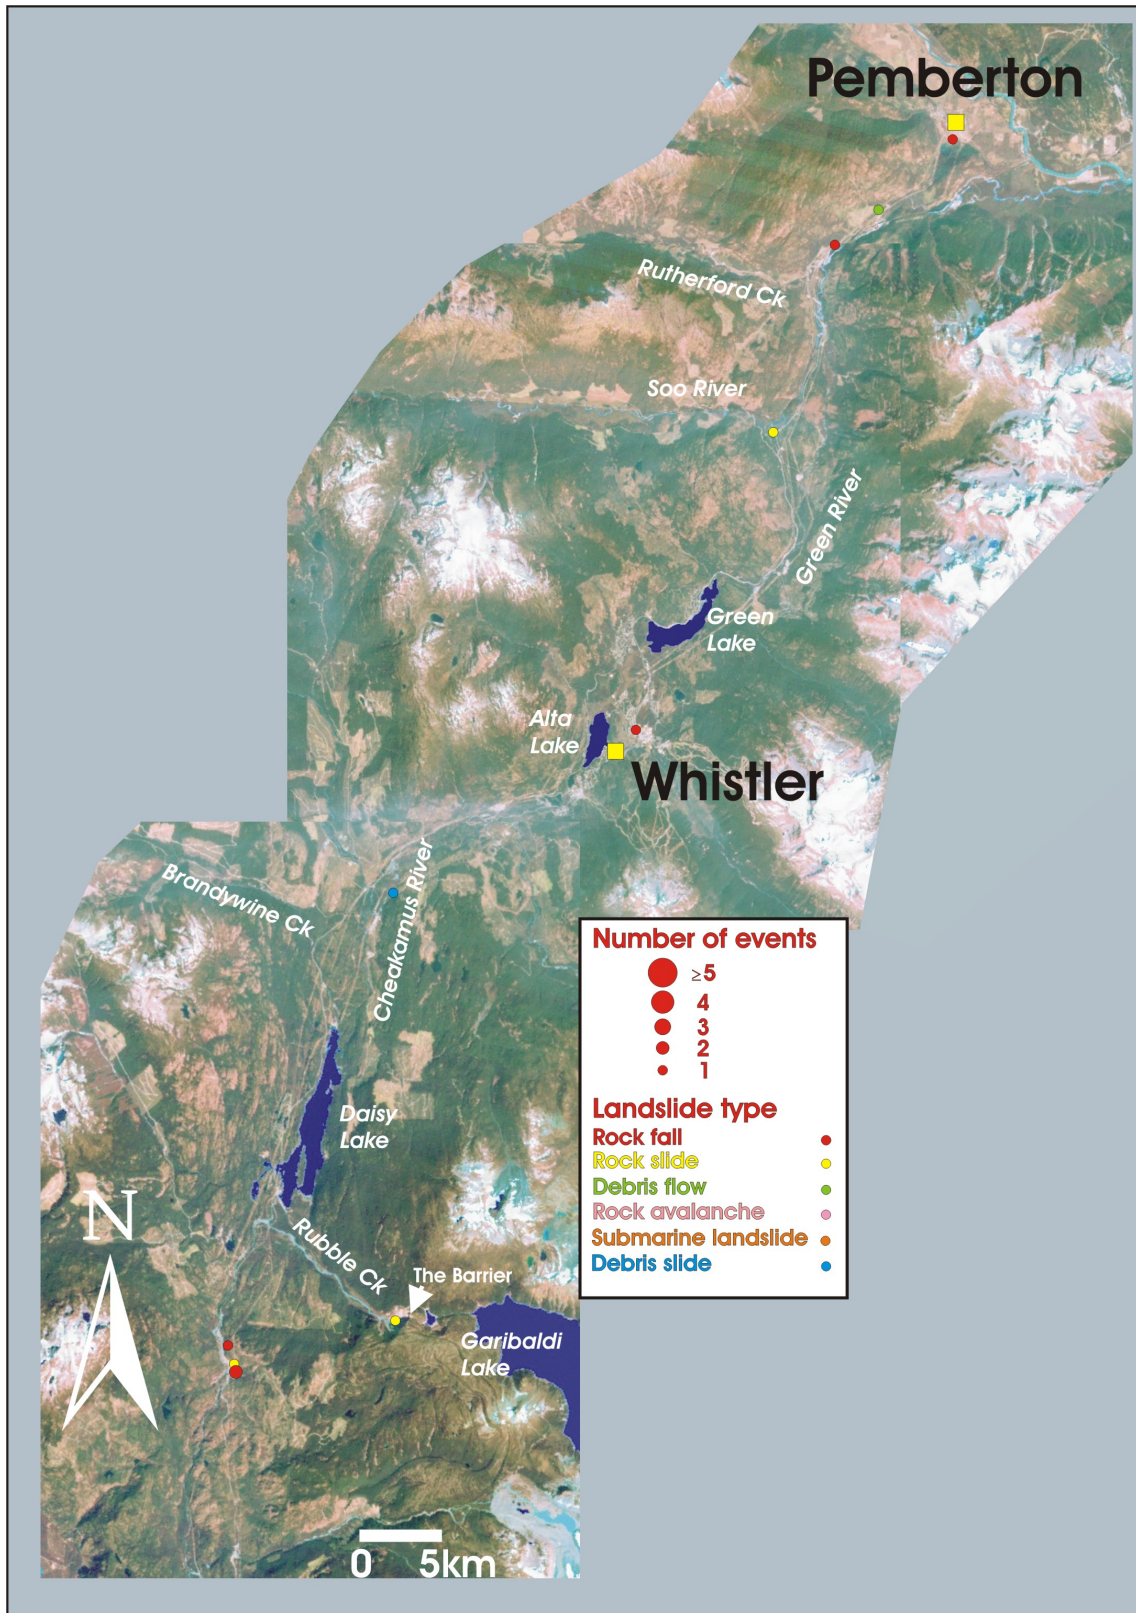 Pemberton
Rutherford Ck
Soo River
Green River
Green
Lake
Alta
Lake
Whistler
Brandywine Ck
Cheakamus River
Daisy
Lake
Rubble Ck
The Barrier
Garibaldi
Lake
N
0 5km
Number of events
≥5
4
3
2
1
Landslide type
Rock fall
Rock slide
Debris flow
Rock avalanche
Submarine landslide
Debris slide